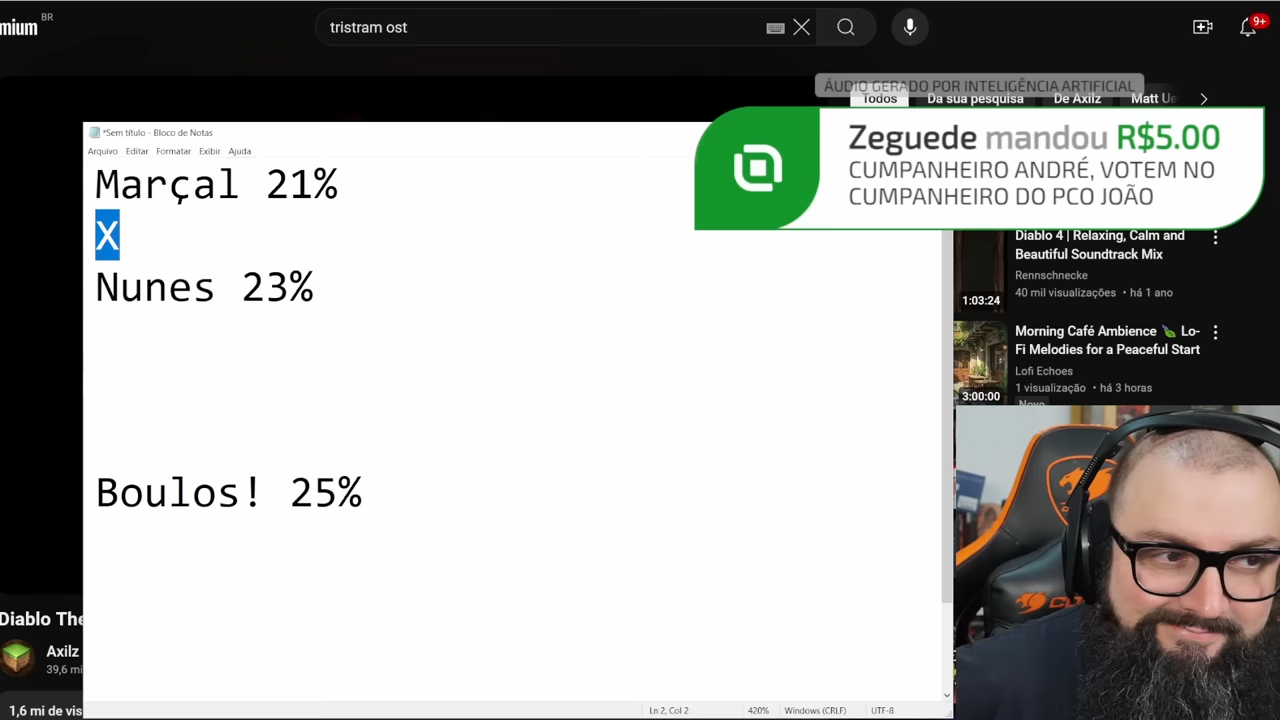 mium BR
tristram ost
9+
ÁUDIO GERADO POR INTELIGÊNCIA ARTIFICIAL
Todos Da sua pesquisa De Axilz Matt Ue
Zeguede mandou R$5.00
CUMPANHEIRO ANDRÉ, VOTEM NO
CUMPANHEIRO DO PCO JOÃO
*Sem título - Bloco de Notas
Arquivo Editar Formatar Exibir Ajuda
Marçal 21%
X
Nunes 23%
Boulos! 25%
Ln 2, Col 2 420% Windows (CRLF) UTF-8
Diablo 4 | Relaxing, Calm and
Beautiful Soundtrack Mix
Rennschnecke
40 mil visualizações • há 1 ano
1:03:24
Morning Café Ambience 🍃 Lo-
Fi Melodies for a Peaceful Start
Lofi Echoes
1 visualização • há 3 horas
3:00:00
Novo
Diablo The
Axilz
39,6 mi
1,6 mi de vis